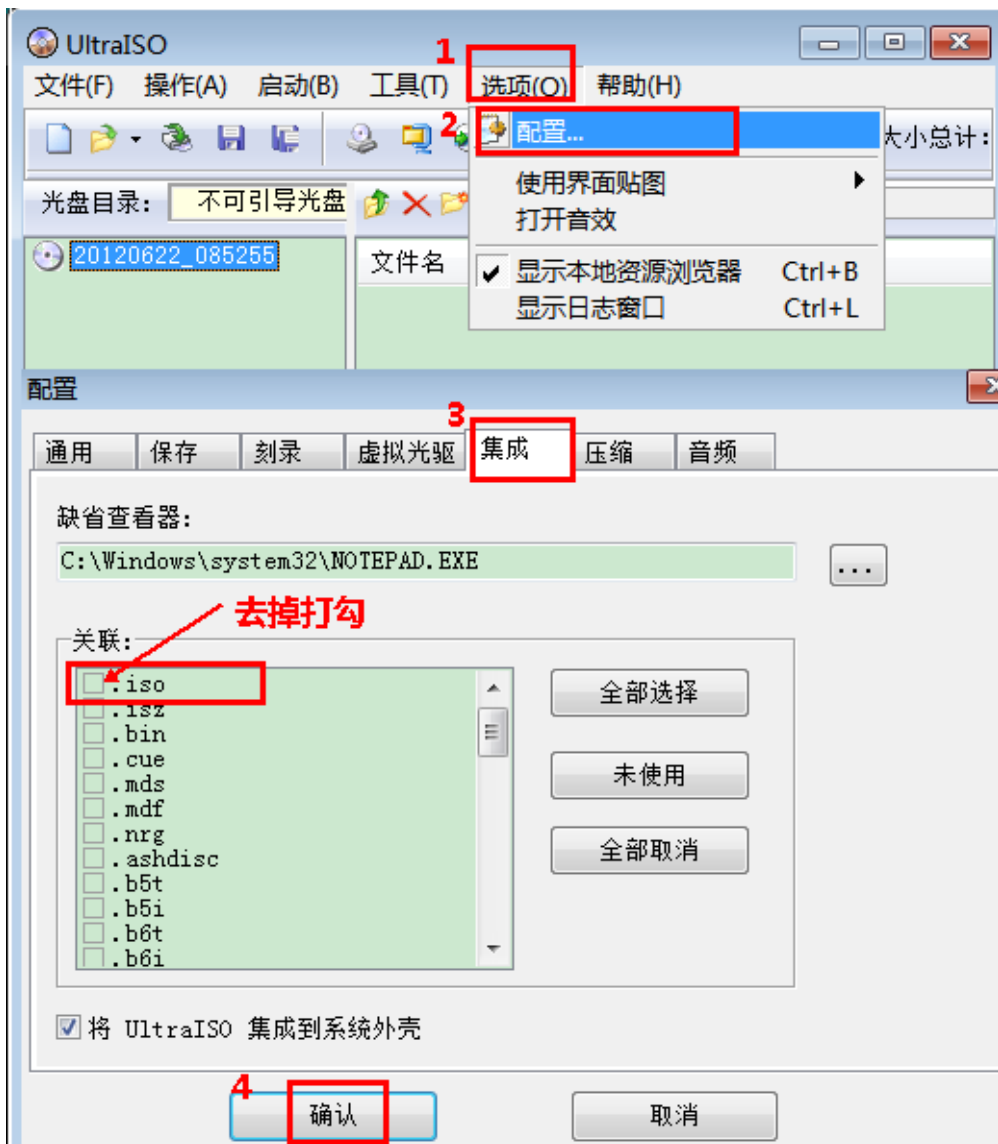 UltraISO
1
文件(F) 操作(A) 启动(B) 工具(T) 选项(O) 帮助(H)
2 配置... 大小总计:
光盘目录: 不可引导光盘
使用界面贴图
打开音效
20120622_085255 文件名
显示本地资源浏览器 Ctrl+B
显示日志窗口 Ctrl+L
配置
3
通用 保存 刻录 虚拟光驱 集成 压缩 音频
缺省查看器:
C:\Windows\system32\NOTEPAD.EXE ...
去掉打勾
关联:
.iso 全部选择
.isz
.bin
.cue 未使用
.mds
.mdf
.nrg 全部取消
.ashdisc
.b5t
.b5i
.b6t
.b6i
将 UltraISO 集成到系统外壳
4
确认 取消